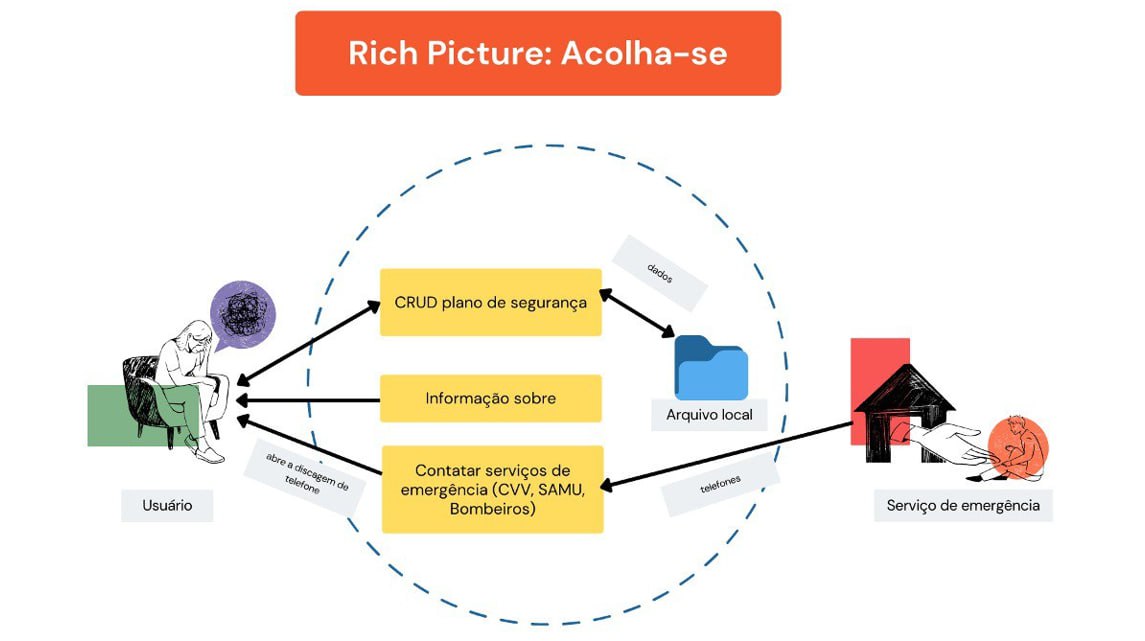 Rich Picture: Acolha-se
dados
CRUD plano de segurança
Informação sobre
Arquivo local
Contatar serviços de
emergência (CVV, SAMU,
Bombeiros)
abre a discagem de
telefone
telefones
Usuário
Serviço de emergência